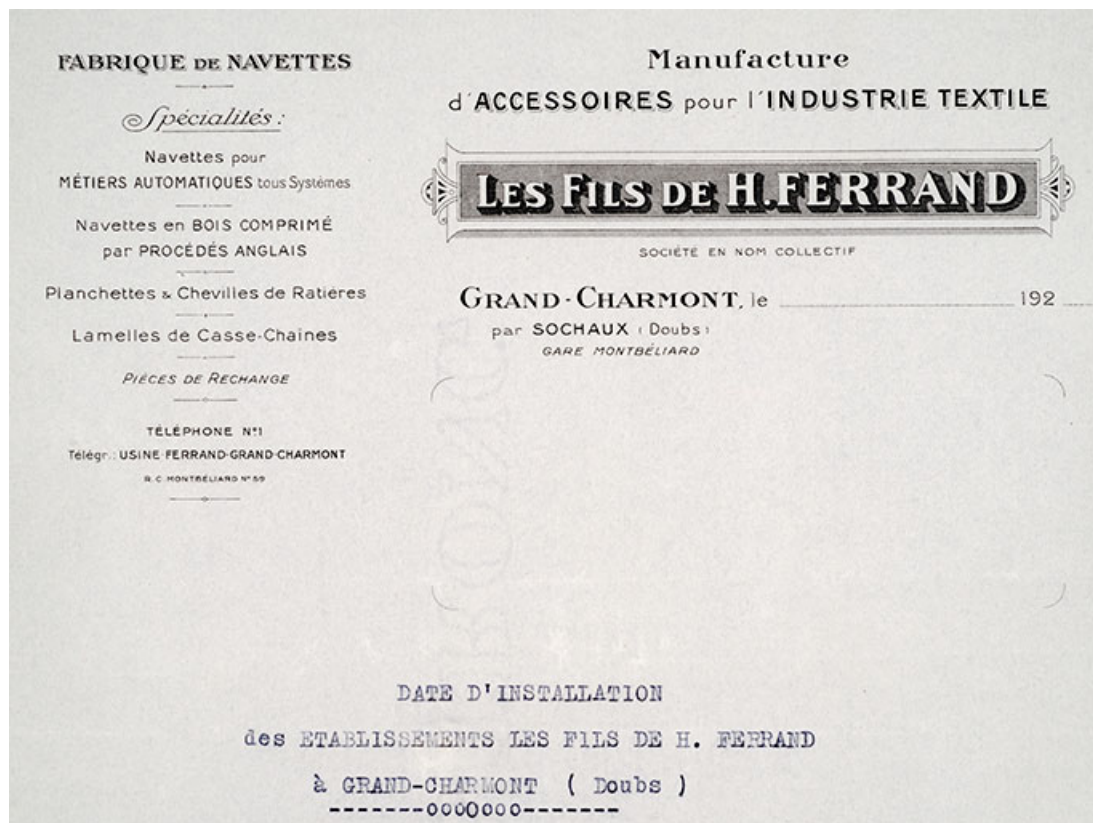 FABRIQUE DE NAVETTES
Spécialités :
Navettes pour
MÉTIERS AUTOMATIQUES tous Systèmes
Navettes en BOIS COMPRIMÉ
par PROCÉDÉS ANGLAIS
Planchettes & Chevilles de Ratières
Lamelles de Casse-Chaines
PIÈCES DE RECHANGE
TÉLÉPHONE N° 1
Télégr.: USINE-FERRAND-GRAND-CHARMONT
R. C. MONTBÉLIARD N° 59
Manufacture
d'ACCESSOIRES pour l'INDUSTRIE TEXTILE
LES FILS DE H. FERRAND
SOCIÉTÉ EN NOM COLLECTIF
GRAND-CHARMONT, le 192
par SOCHAUX (Doubs)
GARE MONTBÉLIARD
DATE D'INSTALLATION
des ETABLISSEMENTS LES FILS DE H. FERRAND
à GRAND-CHARMONT ( Doubs )
-------ooo0ooo-------